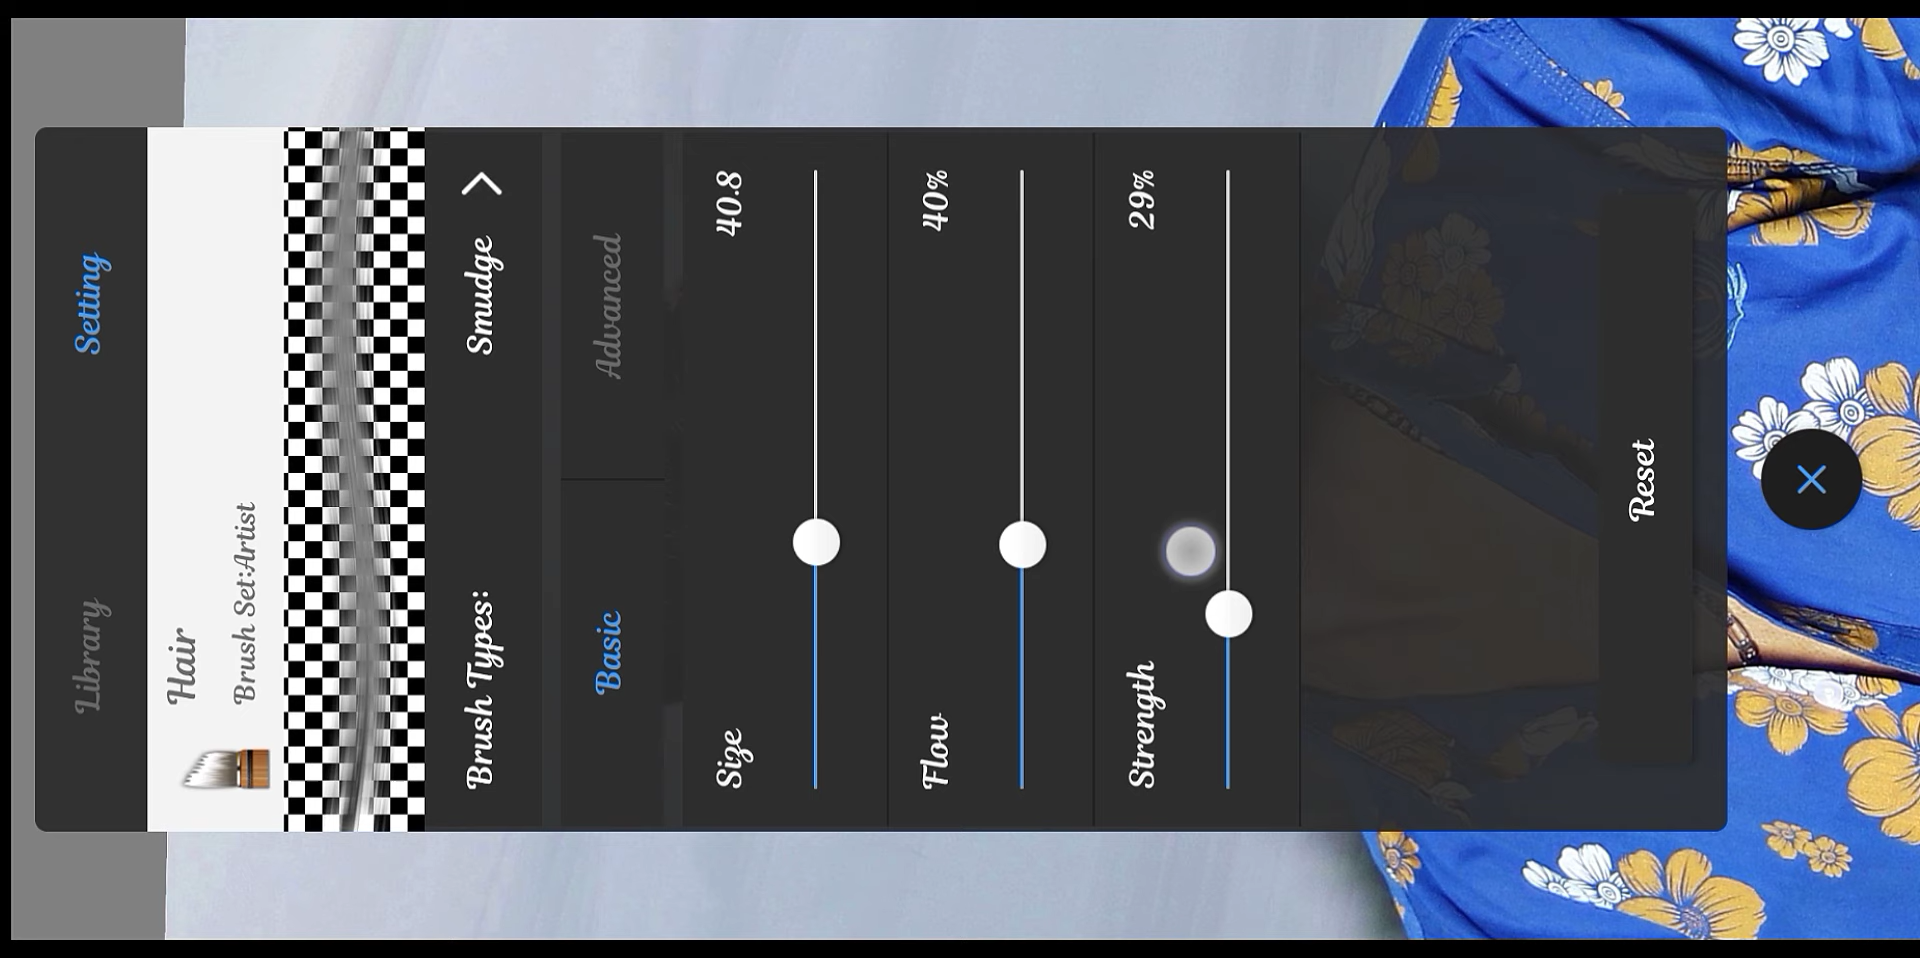 Library Setting
Hair
Brush Set:Artist
Brush Types: Smudge
Basic Advanced
Size 40.8
Flow 40%
Strength 29%
Reset